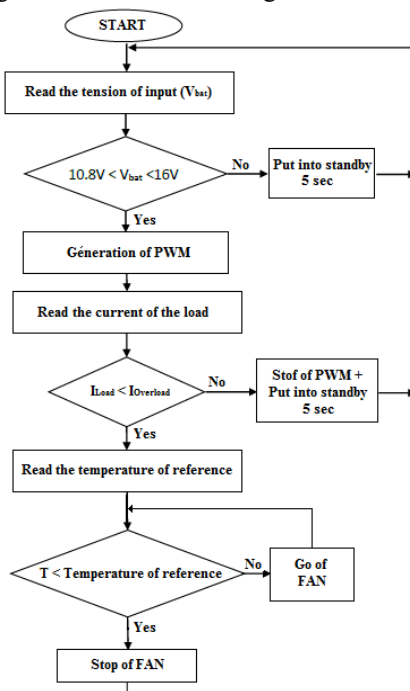 START
Read the tension of input (Vbat)
10.8V < Vbat <16V
No
Put into standby
5 sec
Yes
Géneration of PWM
Read the current of the load
ILoad < IOverload
No
Stof of PWM +
Put into standby
5 sec
Yes
Read the temperature of reference
T < Temperature of reference
No
Go of
FAN
Yes
Stop of FAN